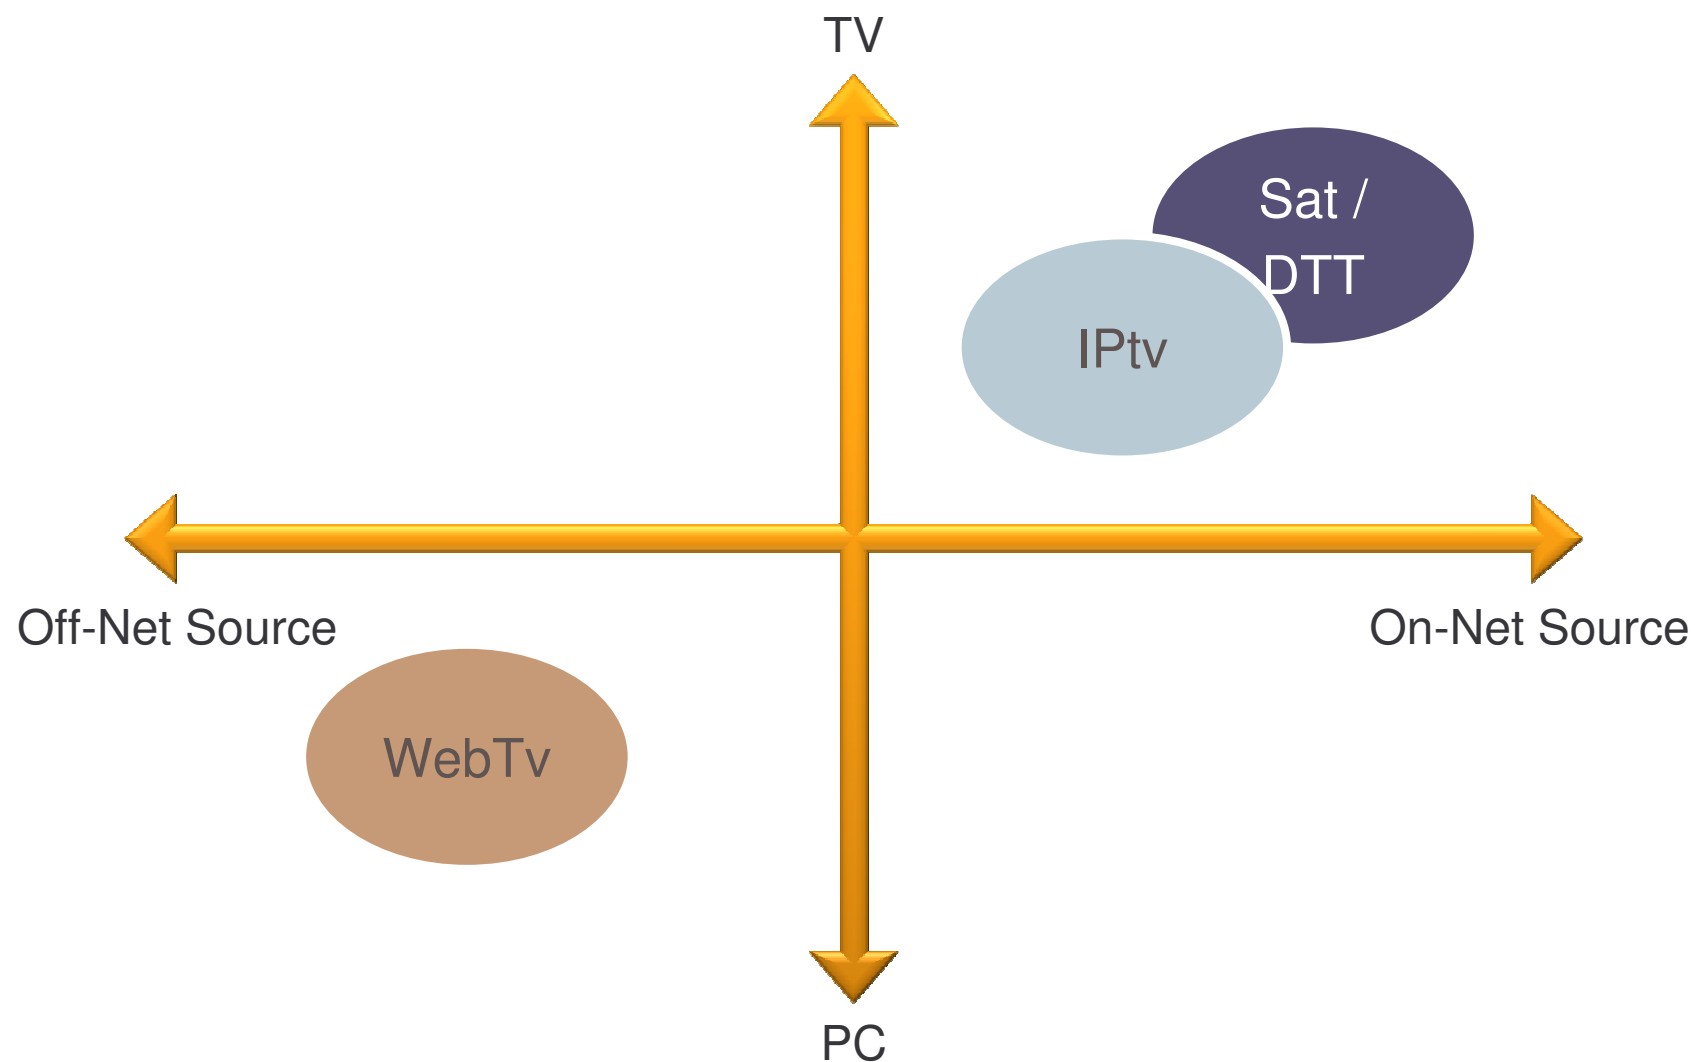 TV
Sat /
DTT
IPtv
Off-Net Source
On-Net Source
WebTv
PC